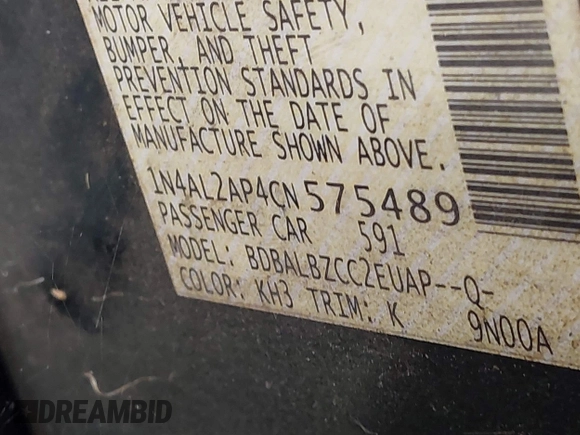 MOTOR VEHICLE SAFETY,
BUMPER, AND THEFT
PREVENTION STANDARDS IN
EFFECT ON THE DATE OF
MANUFACTURE SHOWN ABOVE.
1N4AL2AP4CN575489
PASSENGER CAR 591
MODEL: BDBALBZCC2EUAP--Q-
COLOR: KH3 TRIM: K 9N00A
DREAMBID